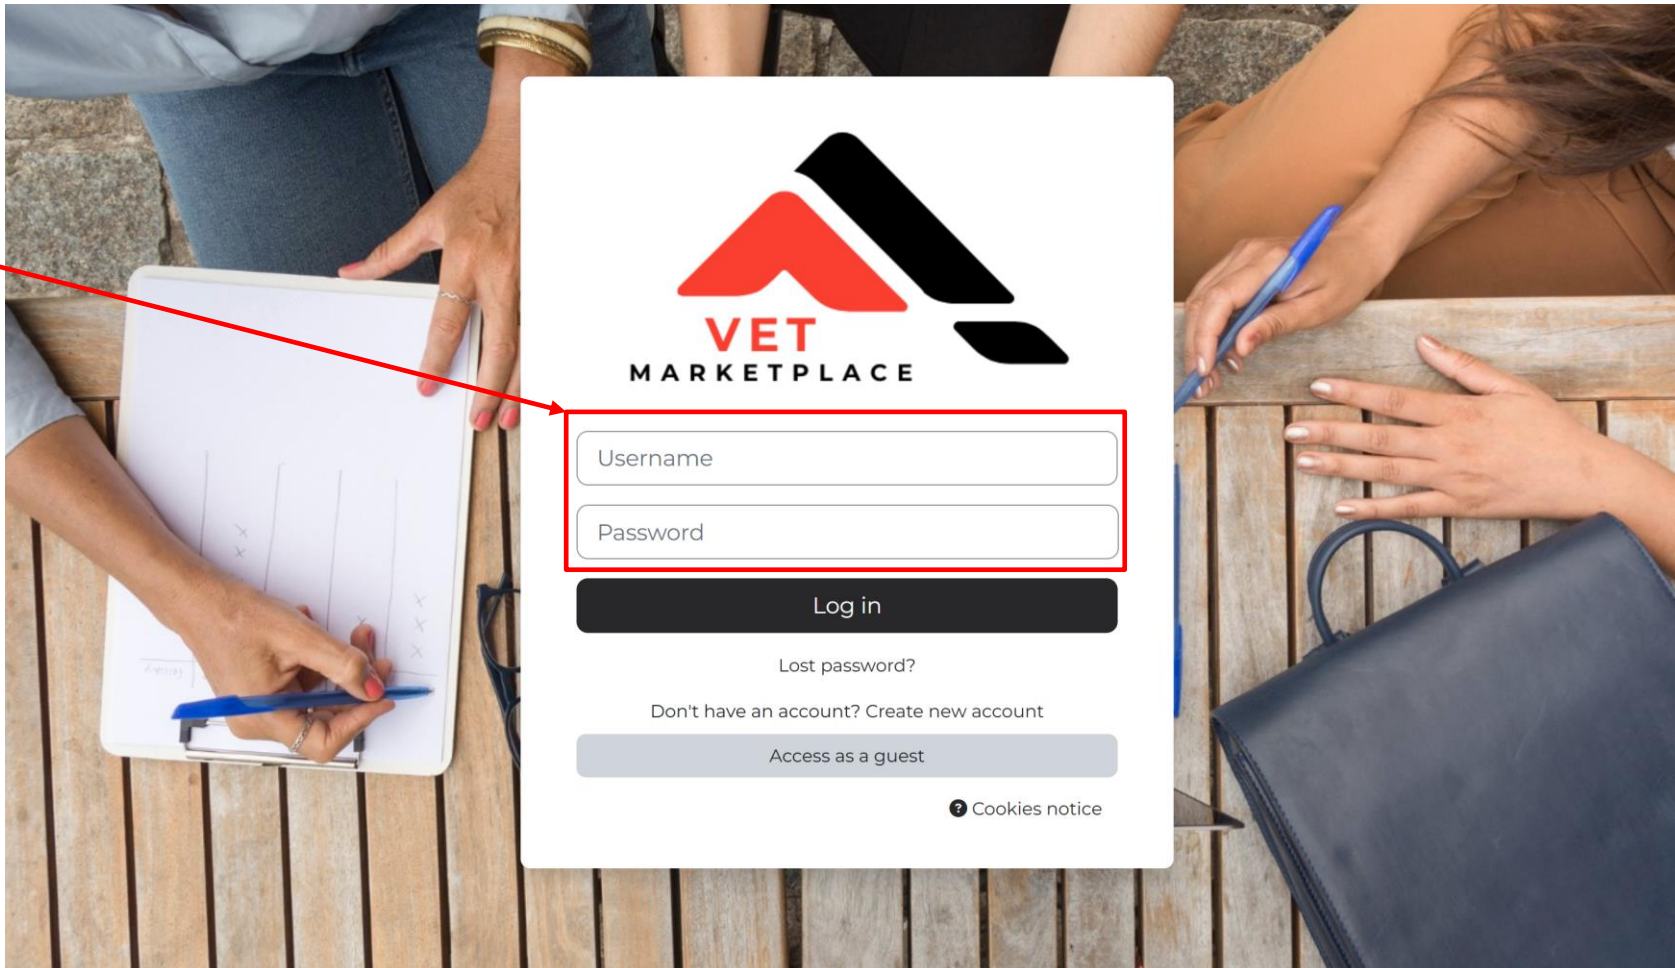 VET
MARKETPLACE
Username
Password
Log in
Lost password?
Don't have an account? Create new account
Access as a guest
Cookies notice